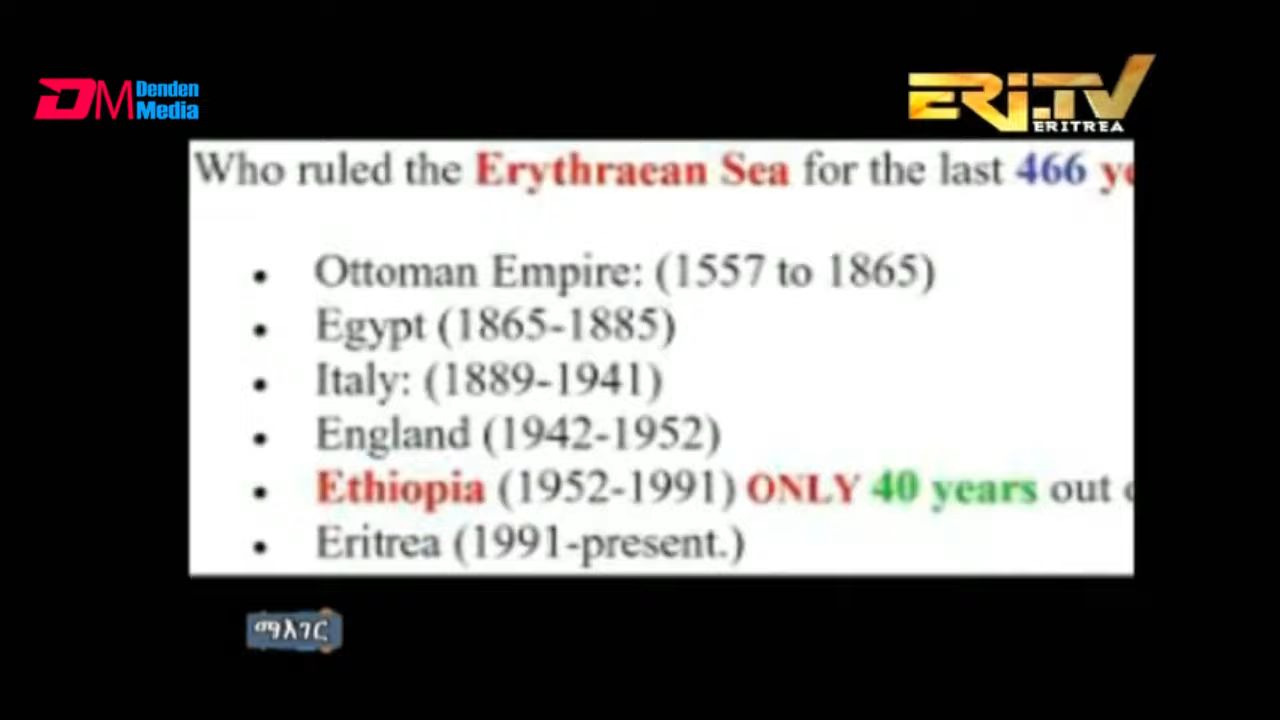 DM Denden Media
ERi.TV
ERITREA
Who ruled the Erythraean Sea for the last 466
• Ottoman Empire: (1557 to 1865)
• Egypt (1865-1885)
• Italy: (1889-1941)
• England (1942-1952)
• Ethiopia (1952-1991) ONLY 40 years out
• Eritrea (1991-present.)
ማእገር